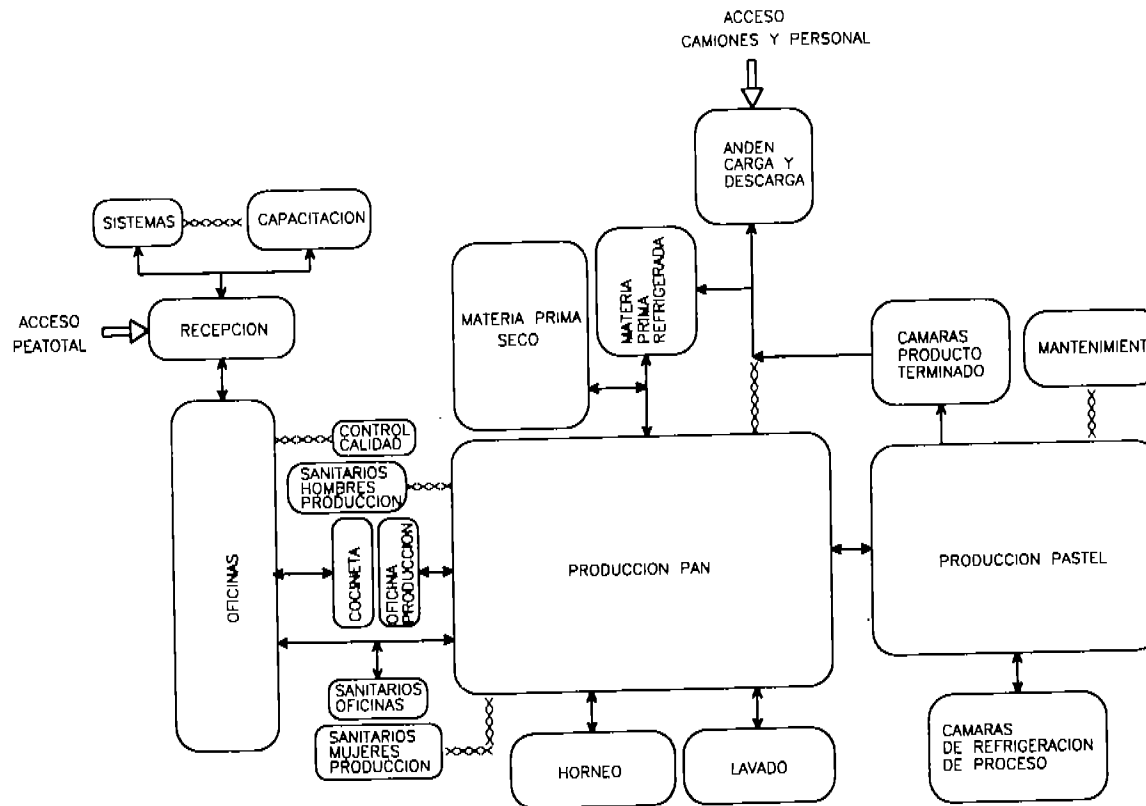 ACCESO
CAMIONES Y PERSONAL
ANDEN
CARGA Y
DESCARGA
SISTEMAS
CAPACITACION
MATERIA PRIMA
SECO
MATERIA
PRIMA
REFRIGERADA
ACCESO
PEATOTAL
RECEPCION
CAMARAS
PRODUCTO
TERMINADO
MANTENIMIENT
CONTROL
CALIDAD
SANITARIOS
HOMBRES
PRODUCCION
OFICINAS
COCINETA
OFICINA
PRODUCCION
PRODUCCION PAN
PRODUCCION PASTEL
SANITARIOS
OFICINAS
SANITARIOS
MUJERES
PRODUCCION
HORNEO
LAVADO
CAMARAS
DE REFRIGERACION
DE PROCESO